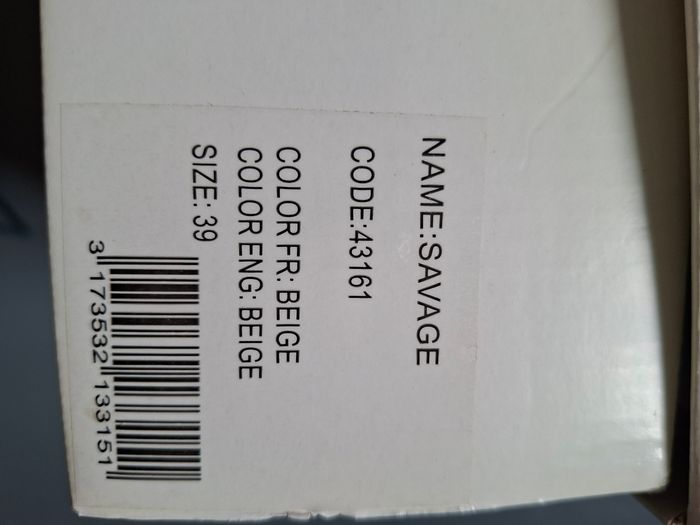 NAME:SAVAGE
CODE:43161
COLOR FR: BEIGE
COLOR ENG: BEIGE
SIZE: 39
3 173532 133151